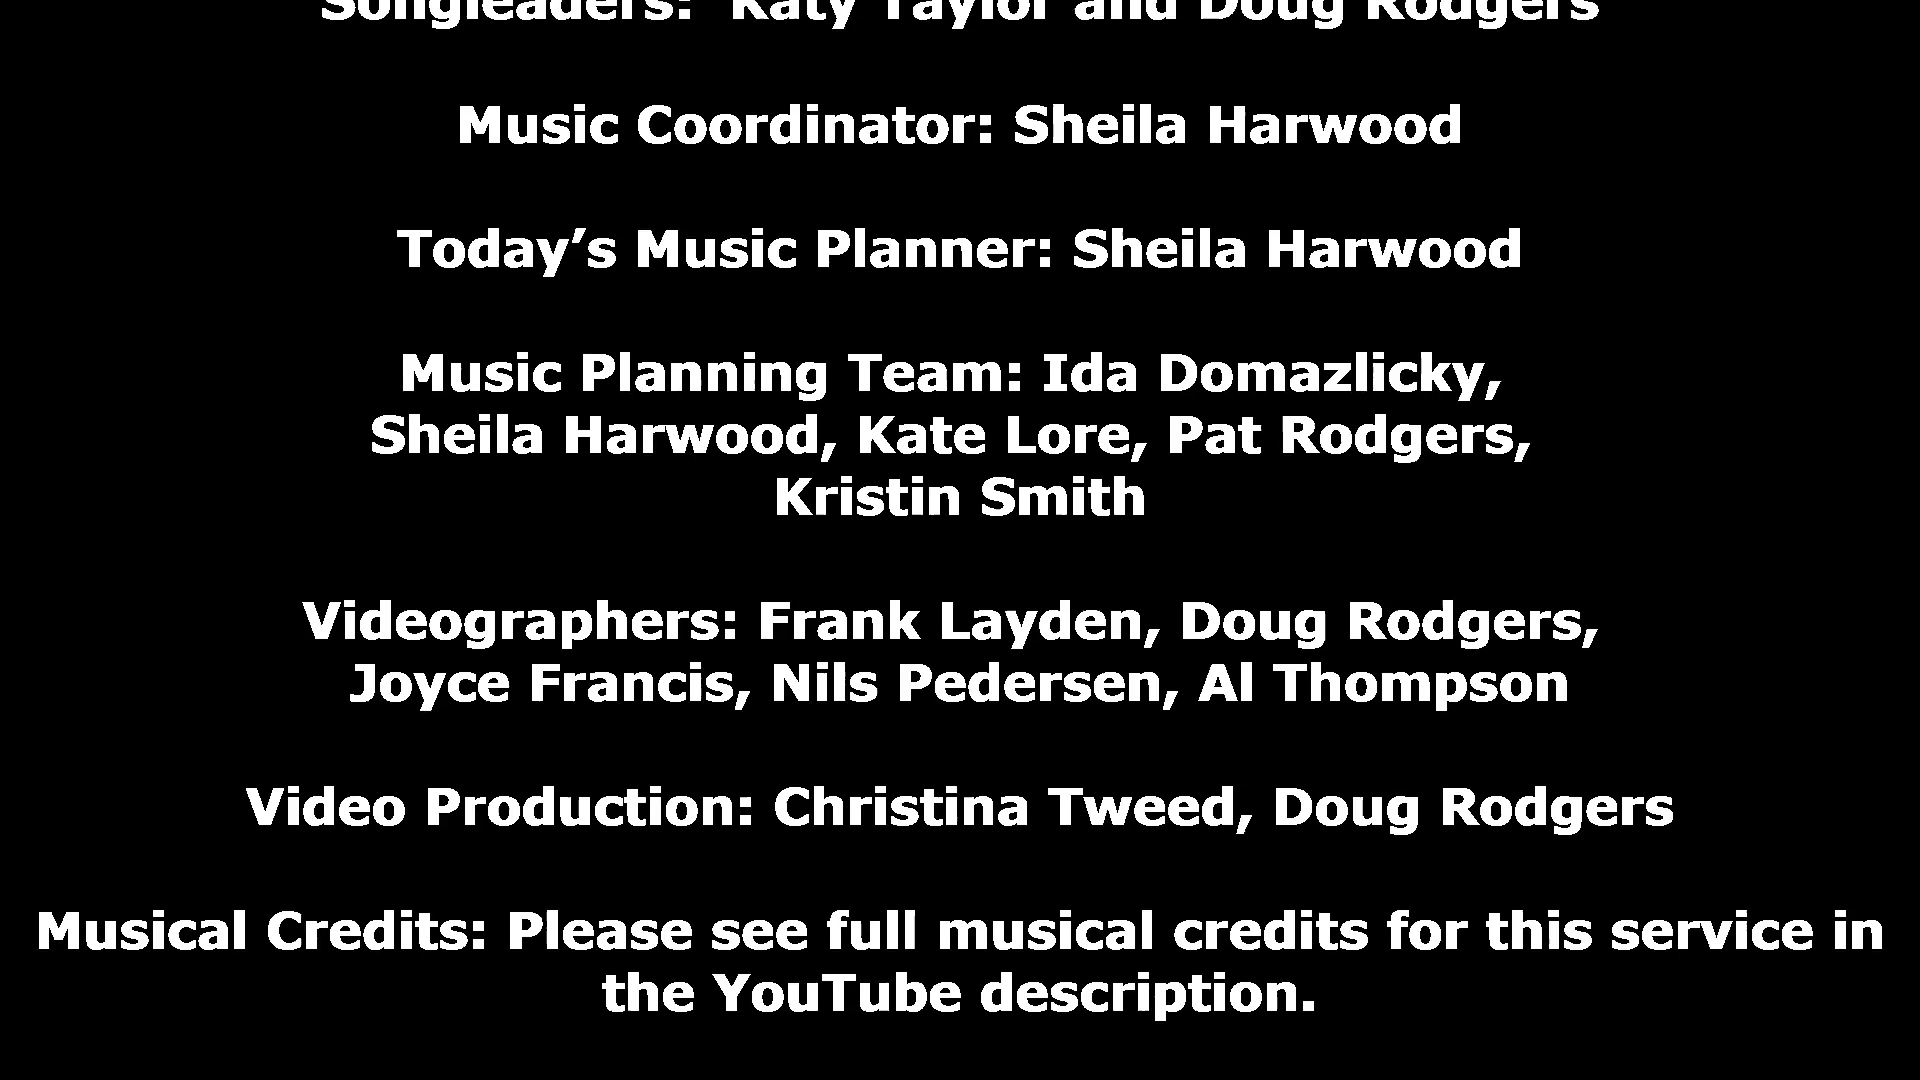 Songleaders: Katy Taylor and Doug Rodgers
Music Coordinator: Sheila Harwood
Today’s Music Planner: Sheila Harwood
Music Planning Team: Ida Domazlicky,
Sheila Harwood, Kate Lore, Pat Rodgers,
Kristin Smith
Videographers: Frank Layden, Doug Rodgers,
Joyce Francis, Nils Pedersen, Al Thompson
Video Production: Christina Tweed, Doug Rodgers
Musical Credits: Please see full musical credits for this service in
the YouTube description.